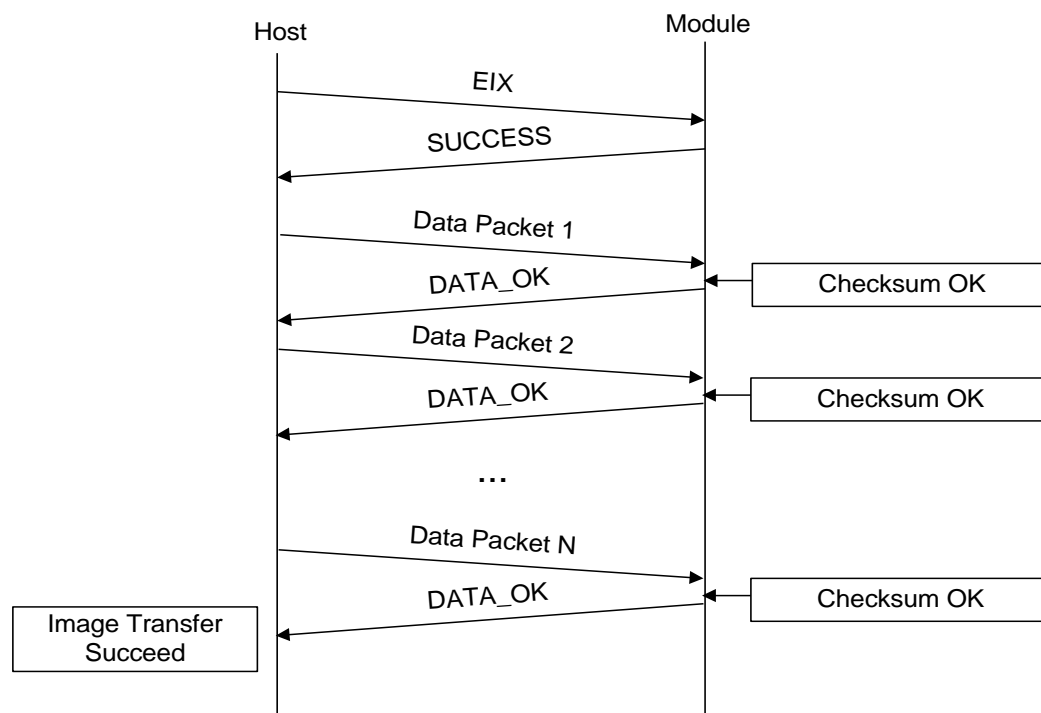 Host
Module
EIX
SUCCESS
Data Packet 1
DATA_OK
Checksum OK
Data Packet 2
DATA_OK
Checksum OK
...
Data Packet N
DATA_OK
Checksum OK
Image Transfer
Succeed